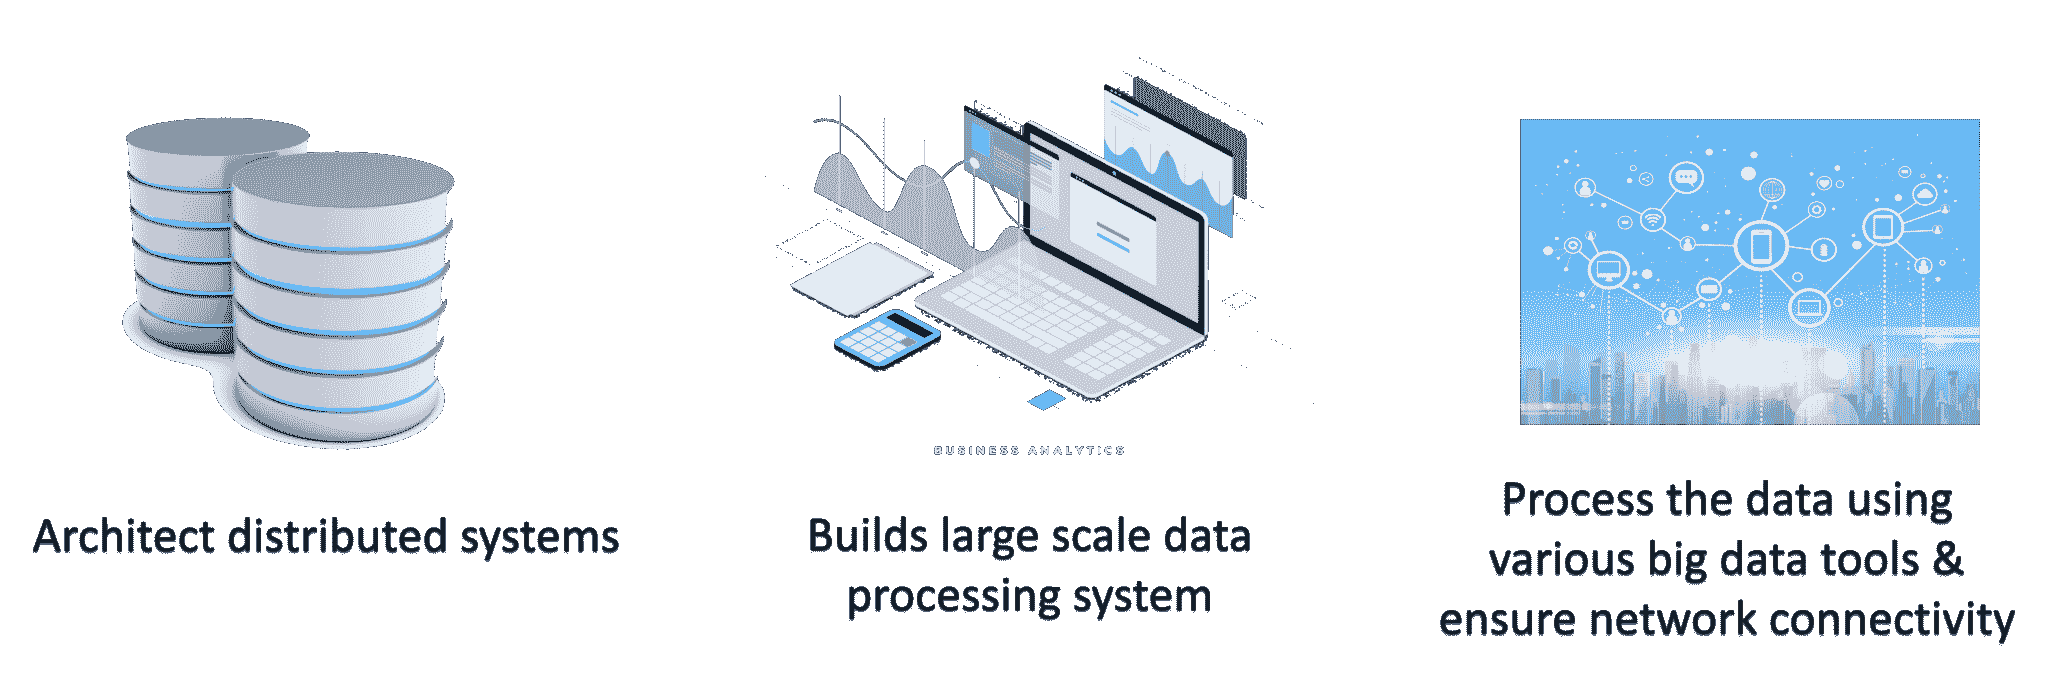 BUSINESS ANALYTICS
Architect distributed systems
Builds large scale data
processing system
Process the data using
various big data tools &
ensure network connectivity